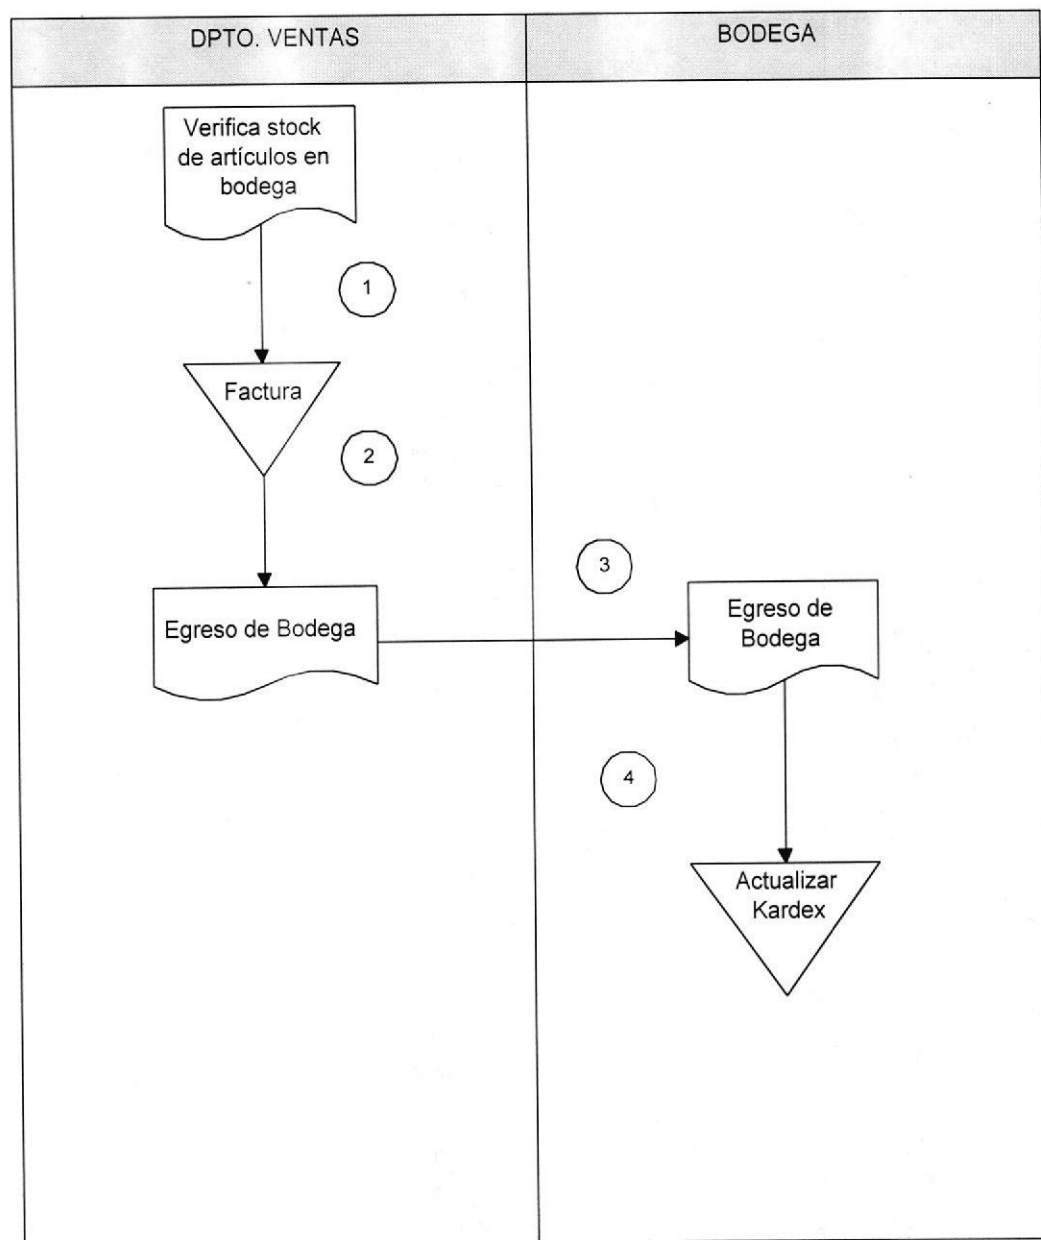 DPTO. VENTAS
BODEGA
Verifica stock
de artículos en
bodega
1
Factura
2
3
Egreso de Bodega
Egreso de
Bodega
4
Actualizar
Kardex